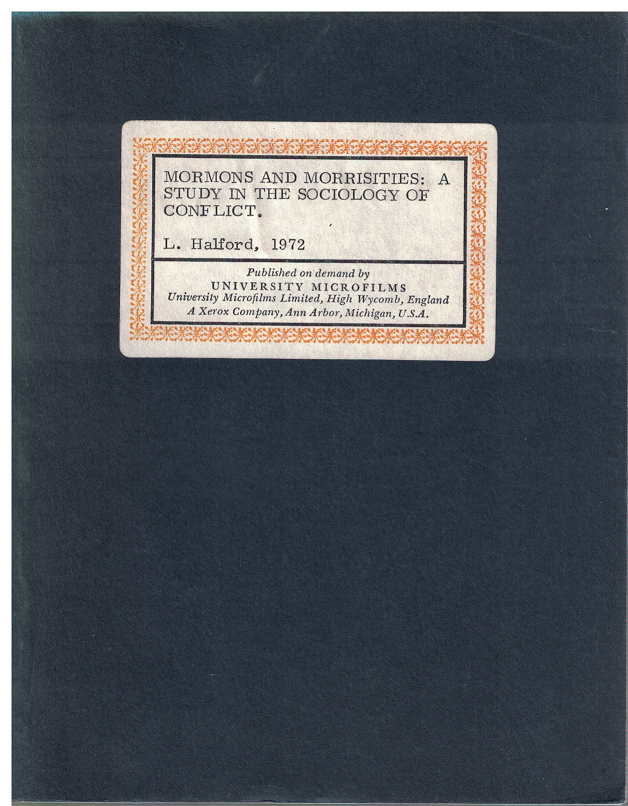 MORMONS AND MORRISITIES: A
STUDY IN THE SOCIOLOGY OF
CONFLICT.
L. Halford, 1972
Published on demand by
UNIVERSITY MICROFILMS
University Microfilms Limited, High Wycomb, England
A Xerox Company, Ann Arbor, Michigan, U.S.A.